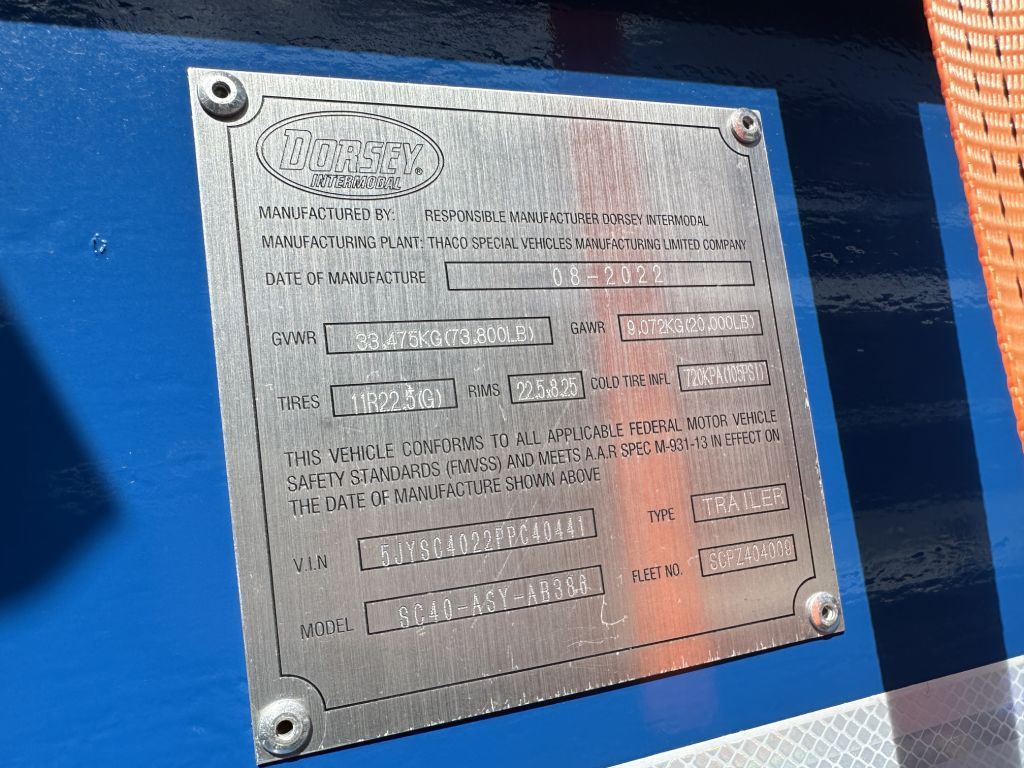 DORSEY®
INTERMODAL
MANUFACTURED BY: RESPONSIBLE MANUFACTURER DORSEY INTERMODAL
MANUFACTURING PLANT: THACO SPECIAL VEHICLES MANUFACTURING LIMITED COMPANY
DATE OF MANUFACTURE 08-2022
GVWR 33,475KG(73,800LB) GAWR 9,072KG(20,000LB)
TIRES 11R22.5(G) RIMS 22.5x8.25 COLD TIRE INFL 720KPA(105PSI)
THIS VEHICLE CONFORMS TO ALL APPLICABLE FEDERAL MOTOR VEHICLE
SAFETY STANDARDS (FMVSS) AND MEETS A.A.R SPEC M-931-13 IN EFFECT ON
THE DATE OF MANUFACTURE SHOWN ABOVE
TYPE TRAILER
V.I.N 5JYSC4022PPC40441
FLEET NO. SCPZ404009
MODEL SC40-ASY-AB386